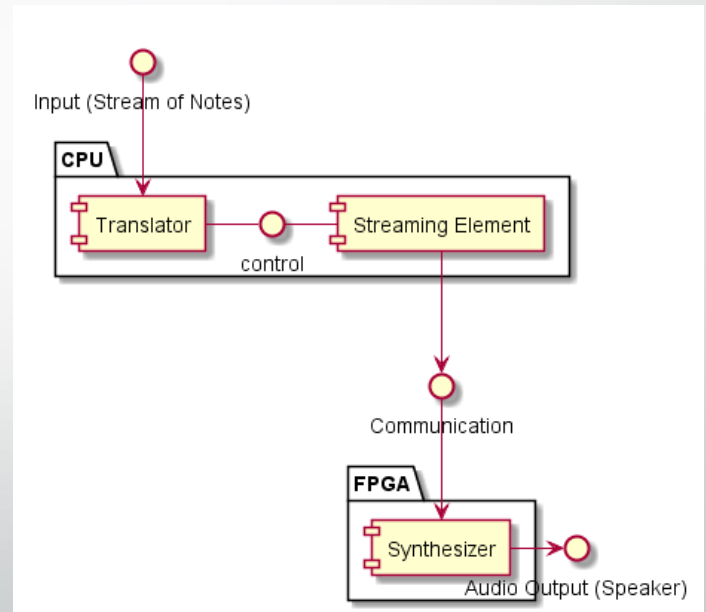 Input (Stream of Notes)
CPU
Translator
control
Streaming Element
Communication
FPGA
Synthesizer
Audio Output (Speaker)